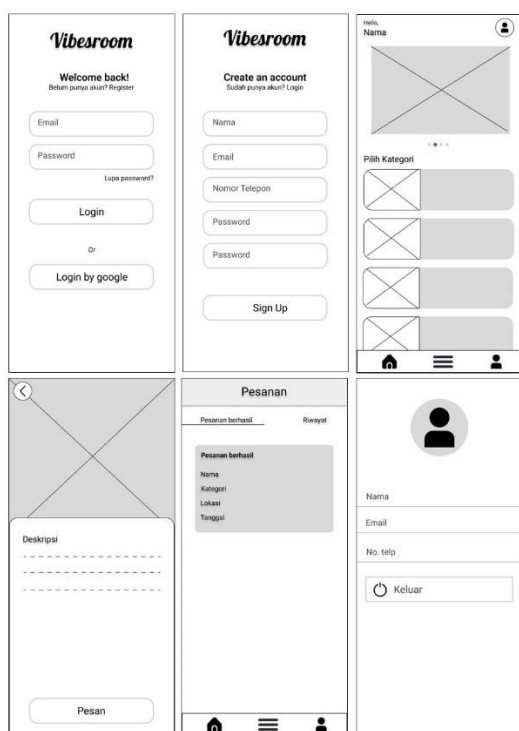 Vibesroom
Welcome back!
Belum punya akun? Register
Email
Password
Lupa password?
Login
Or
Login by google
Vibesroom
Create an account
Sudah punya akun? Login
Nama
Email
Nomor Telepon
Password
Password
Sign Up
Hello,
Nama
Pilih Kategori
Deskripsi
Pesan
Pesanan
Pesanan berhasil Riwayat
Pesanan berhasil
Nama
Kategori
Lokasi
Tanggal
Nama
Email
No. telp
Keluar